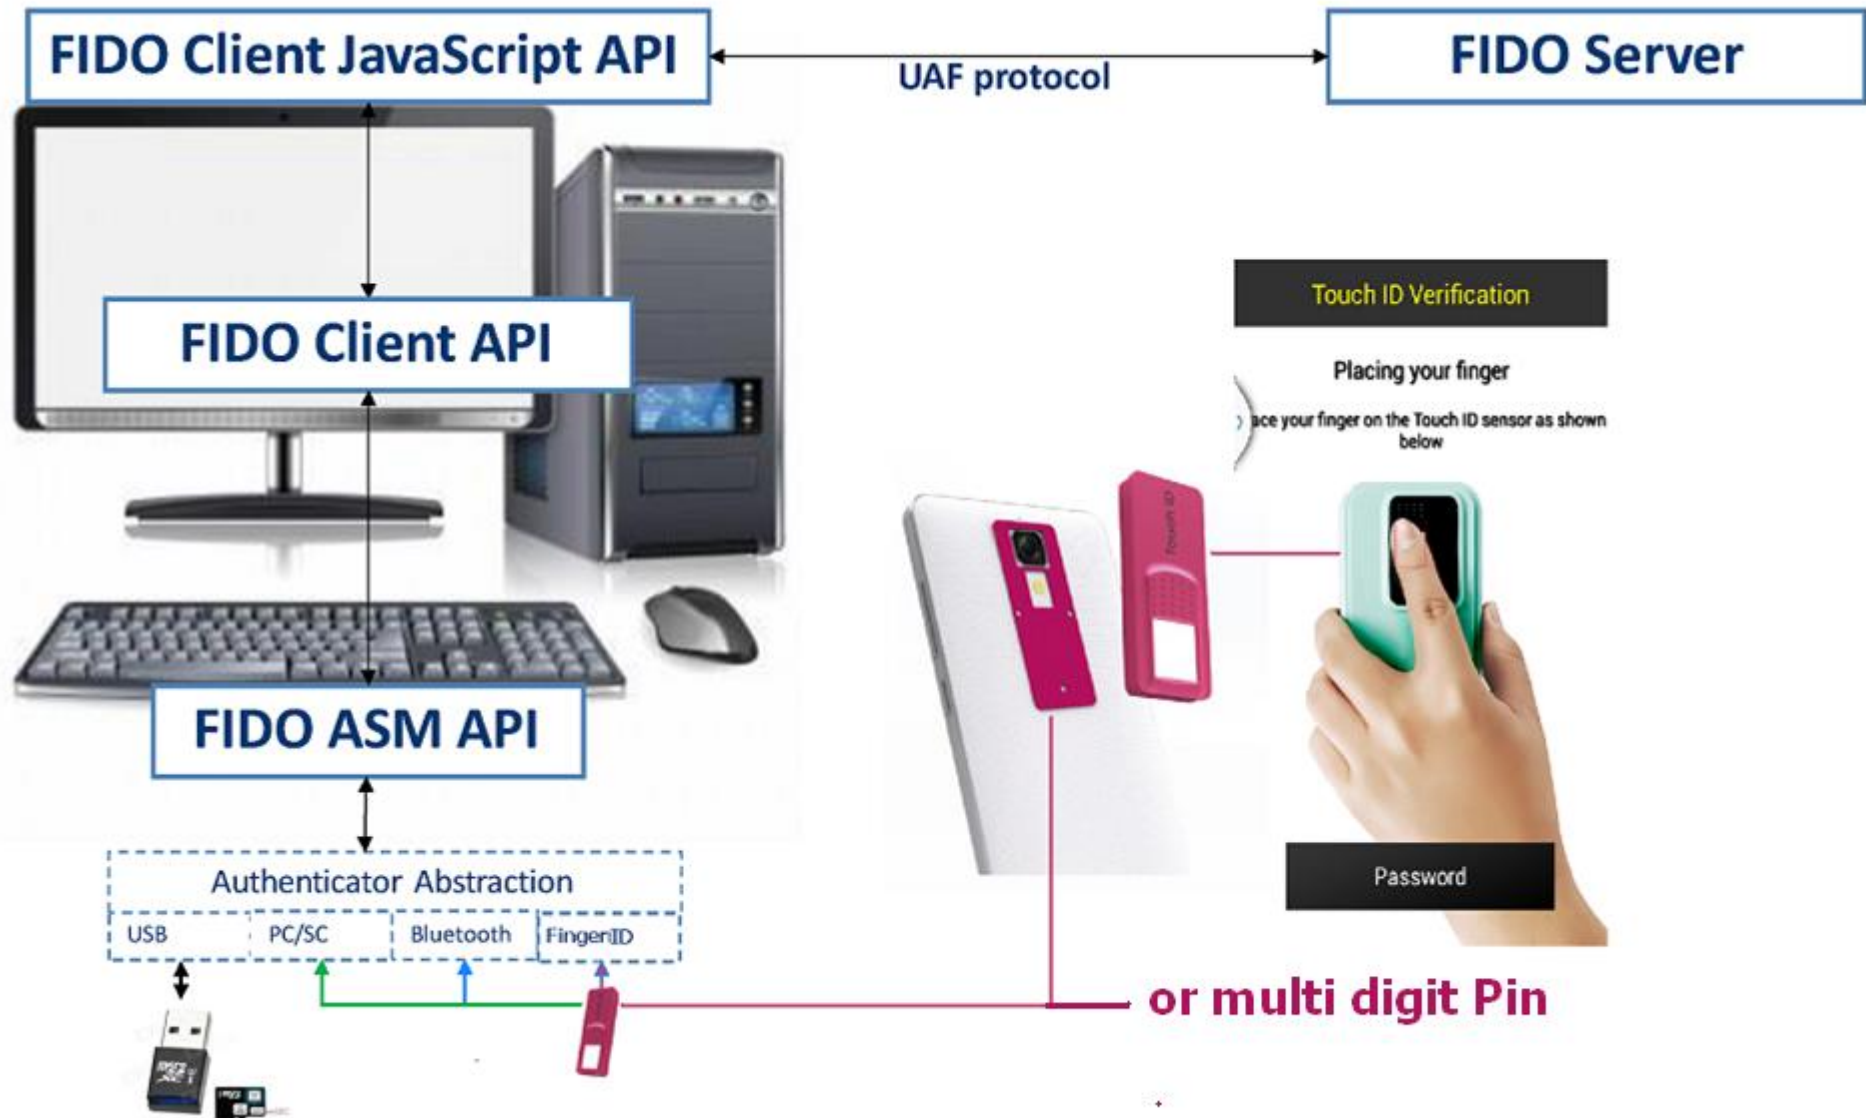 FIDO Client JavaScript API
UAF protocol
FIDO Server
FIDO Client API
Touch ID Verification
Placing your finger
ace your finger on the Touch ID sensor as shown
below
Touch ID
FIDO ASM API
Authenticator Abstraction
USB
PC/SC
Bluetooth
FingerID
Password
or multi digit Pin